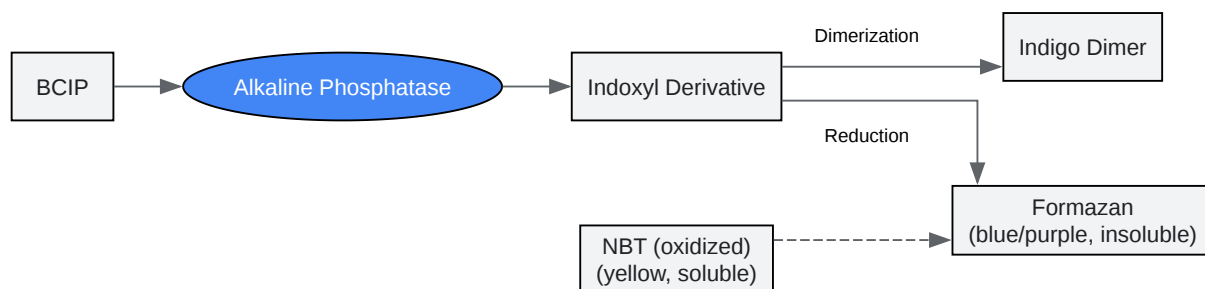 BCIP
Alkaline Phosphatase
Indoxyl Derivative
Dimerization
Indigo Dimer
Reduction
Formazan
(blue/purple, insoluble)
NBT (oxidized)
(yellow, soluble)